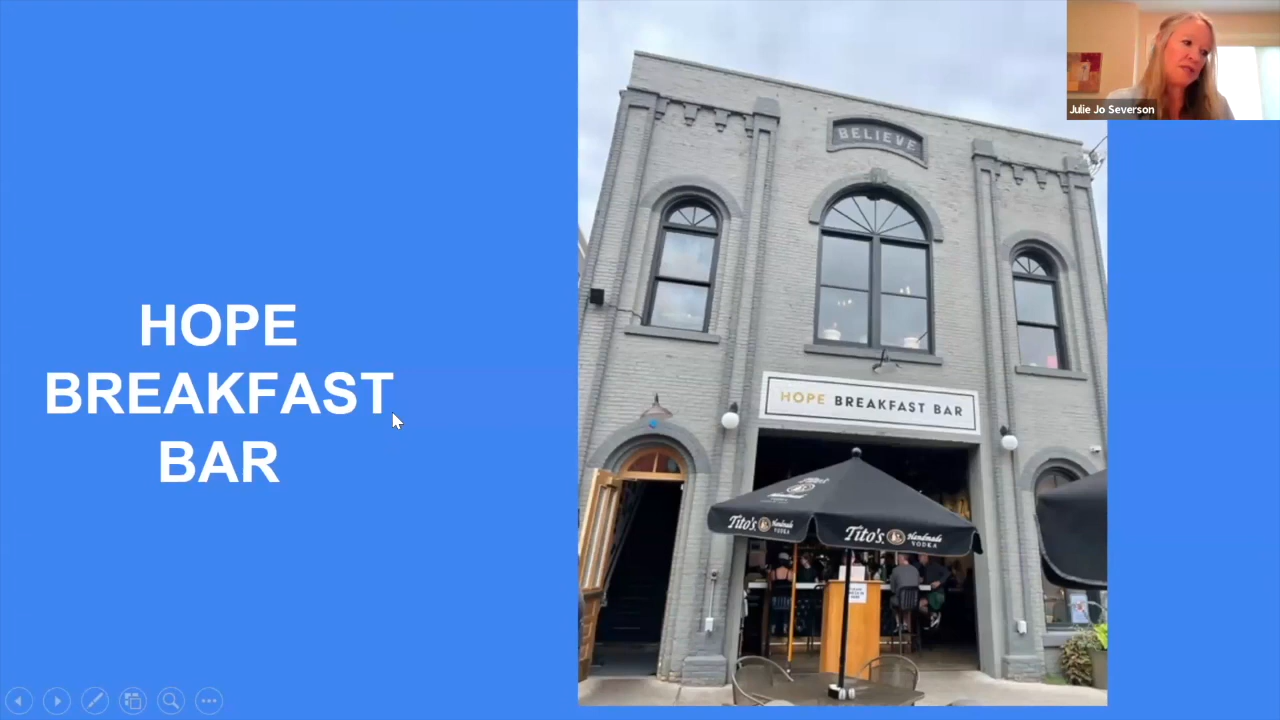 HOPE
BREAKFAST
BAR
Julie Jo Severson
BELIEVE
HOPE BREAKFAST BAR
Tito's Handmade
VODKA
Tito's Handmade
VODKA